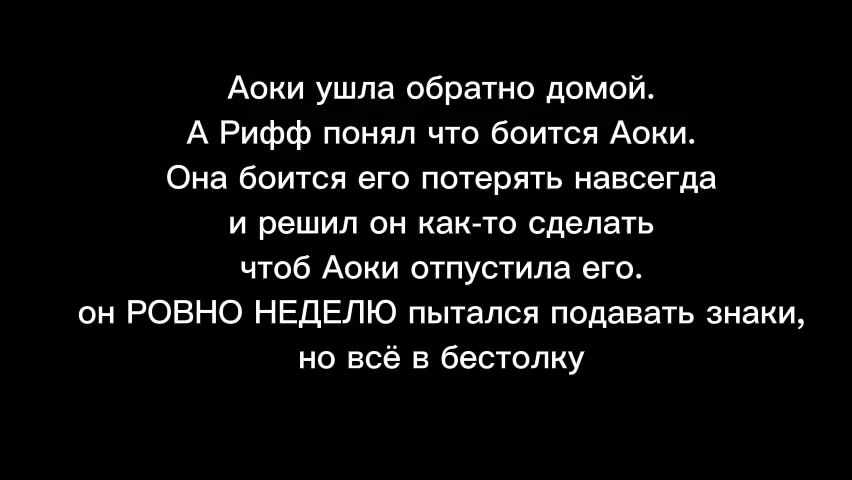 Аоки ушла обратно домой.
А Рифф понял что боится Аоки.
Она боится его потерять навсегда
и решил он как-то сделать
чтоб Аоки отпустила его.
он РОВНО НЕДЕЛЮ пытался подавать знаки,
но всё в бестолку